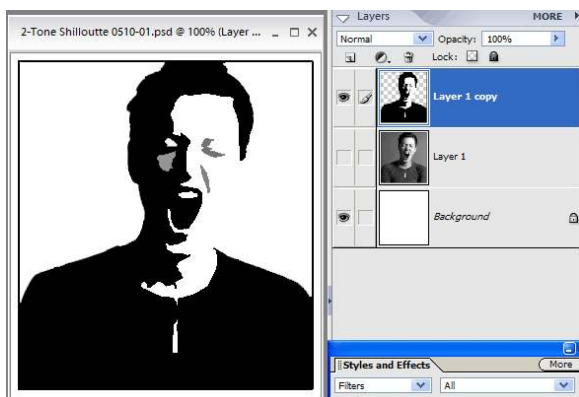 2-Tone Shilloutte 0510-01.psd @ 100% (Layer ...
Layers
MORE
Normal
Opacity: 100%
Lock:
Layer 1 copy
Layer 1
Background
Styles and Effects
More
Filters
All